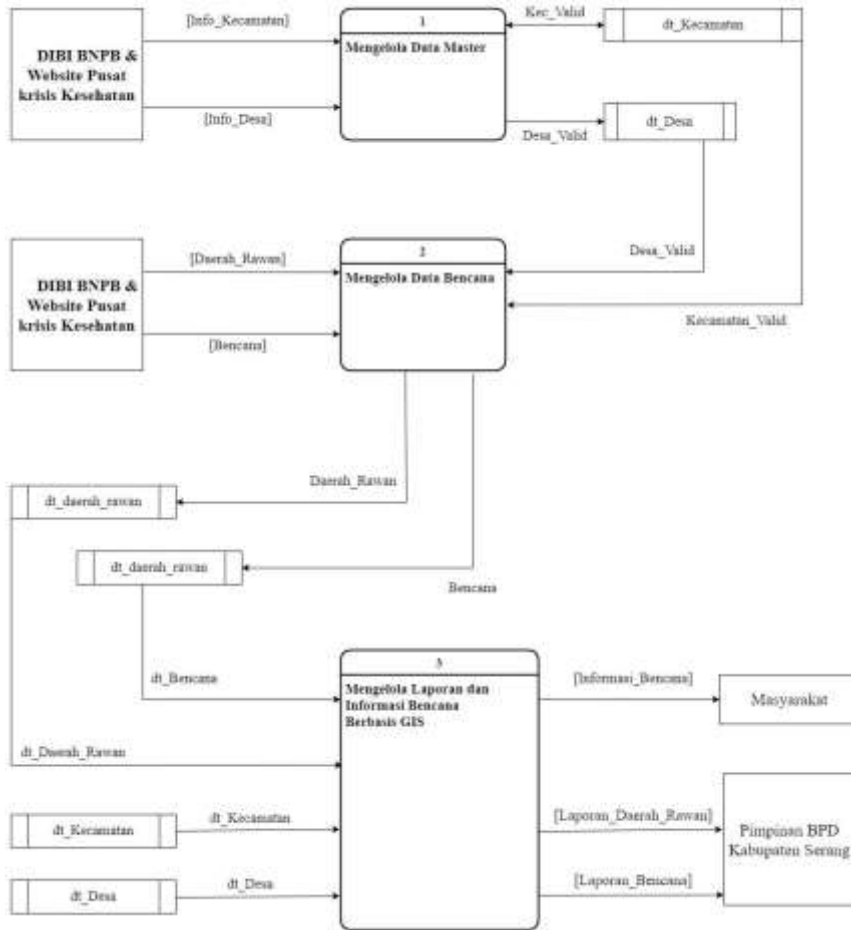 [Info_Kecamatan]
1
Kec_Valid
dt_Kecamatan
DIBI BNPB &
Website Pusat
krisis Kesehatan
Mengelola Data Master
[Info_Desa]
Desa_Valid
dt_Desa
[Daerah_Rawan]
2
Desa_Valid
DIBI BNPB &
Website Pusat
krisis Kesehatan
Mengelola Data Bencana
[Bencana]
Kecamatan_Valid
Daerah_Rawan
dt_daerah_rawan
dt_daerah_rawan
Bencana
3
dt_Bencana
Mengelola Laporan dan
Informasi Bencana
Berbasis GIS
[Informasi_Bencana]
Masyarakat
dt_Daerah_Rawan
dt_Kecamatan
dt_Kecamatan
[Laporan_Daerah_Rawan]
Pimpinan BPD
Kabupaten Serang
dt_Desa
dt_Desa
[Laporan_Bencana]